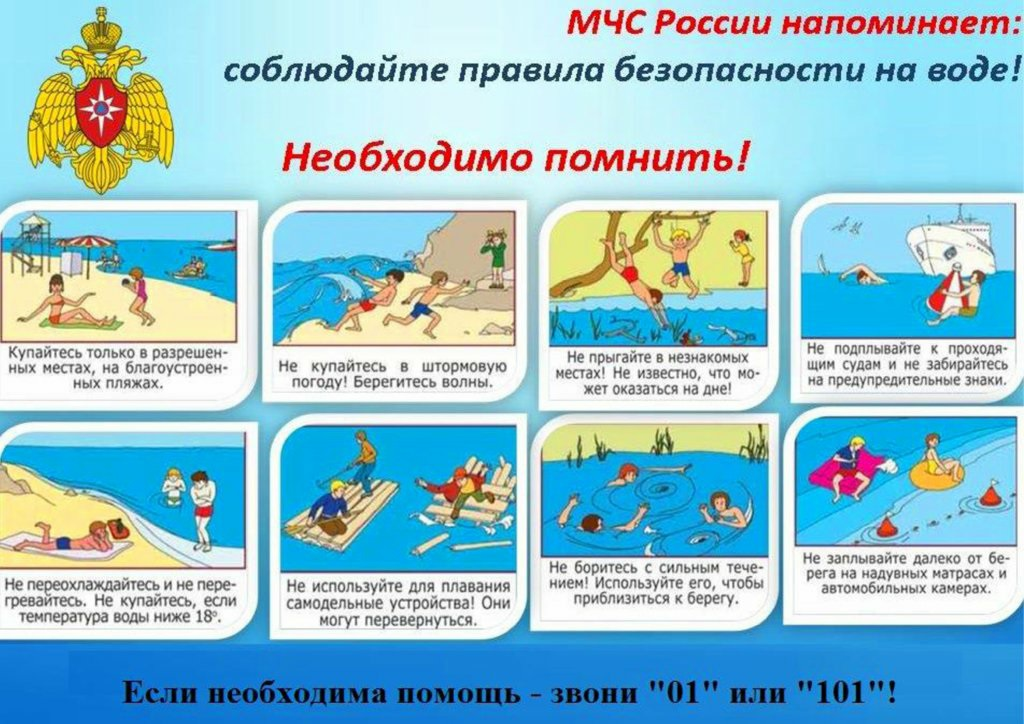 МЧС России напоминает:
соблюдайте правила безопасности на воде!
Необходимо помнить!
Купайтесь только в разрешен-
ных местах, на благоустроен-
ных пляжах.
Не купайтесь в штормовую
погоду! Берегитесь волны.
Не прыгайте в незнакомых
местах! Не известно, что мо-
жет оказаться на дне!
Не подплывайте к проходя-
щим судам и не забирайтесь
на предупредительные знаки.
Не переохлаждайтесь и не пере-
гревайтесь. Не купайтесь, если
температура воды ниже 18°.
Не используйте для плавания
самодельные устройства! Они
могут перевернуться.
Не боритесь с сильным тече-
нием! Используйте его, чтобы
приблизиться к берегу.
Не заплывайте далеко от бе-
рега на надувных матрасах и
автомобильных камерах.
Если необходима помощь - звони "01" или "101"!